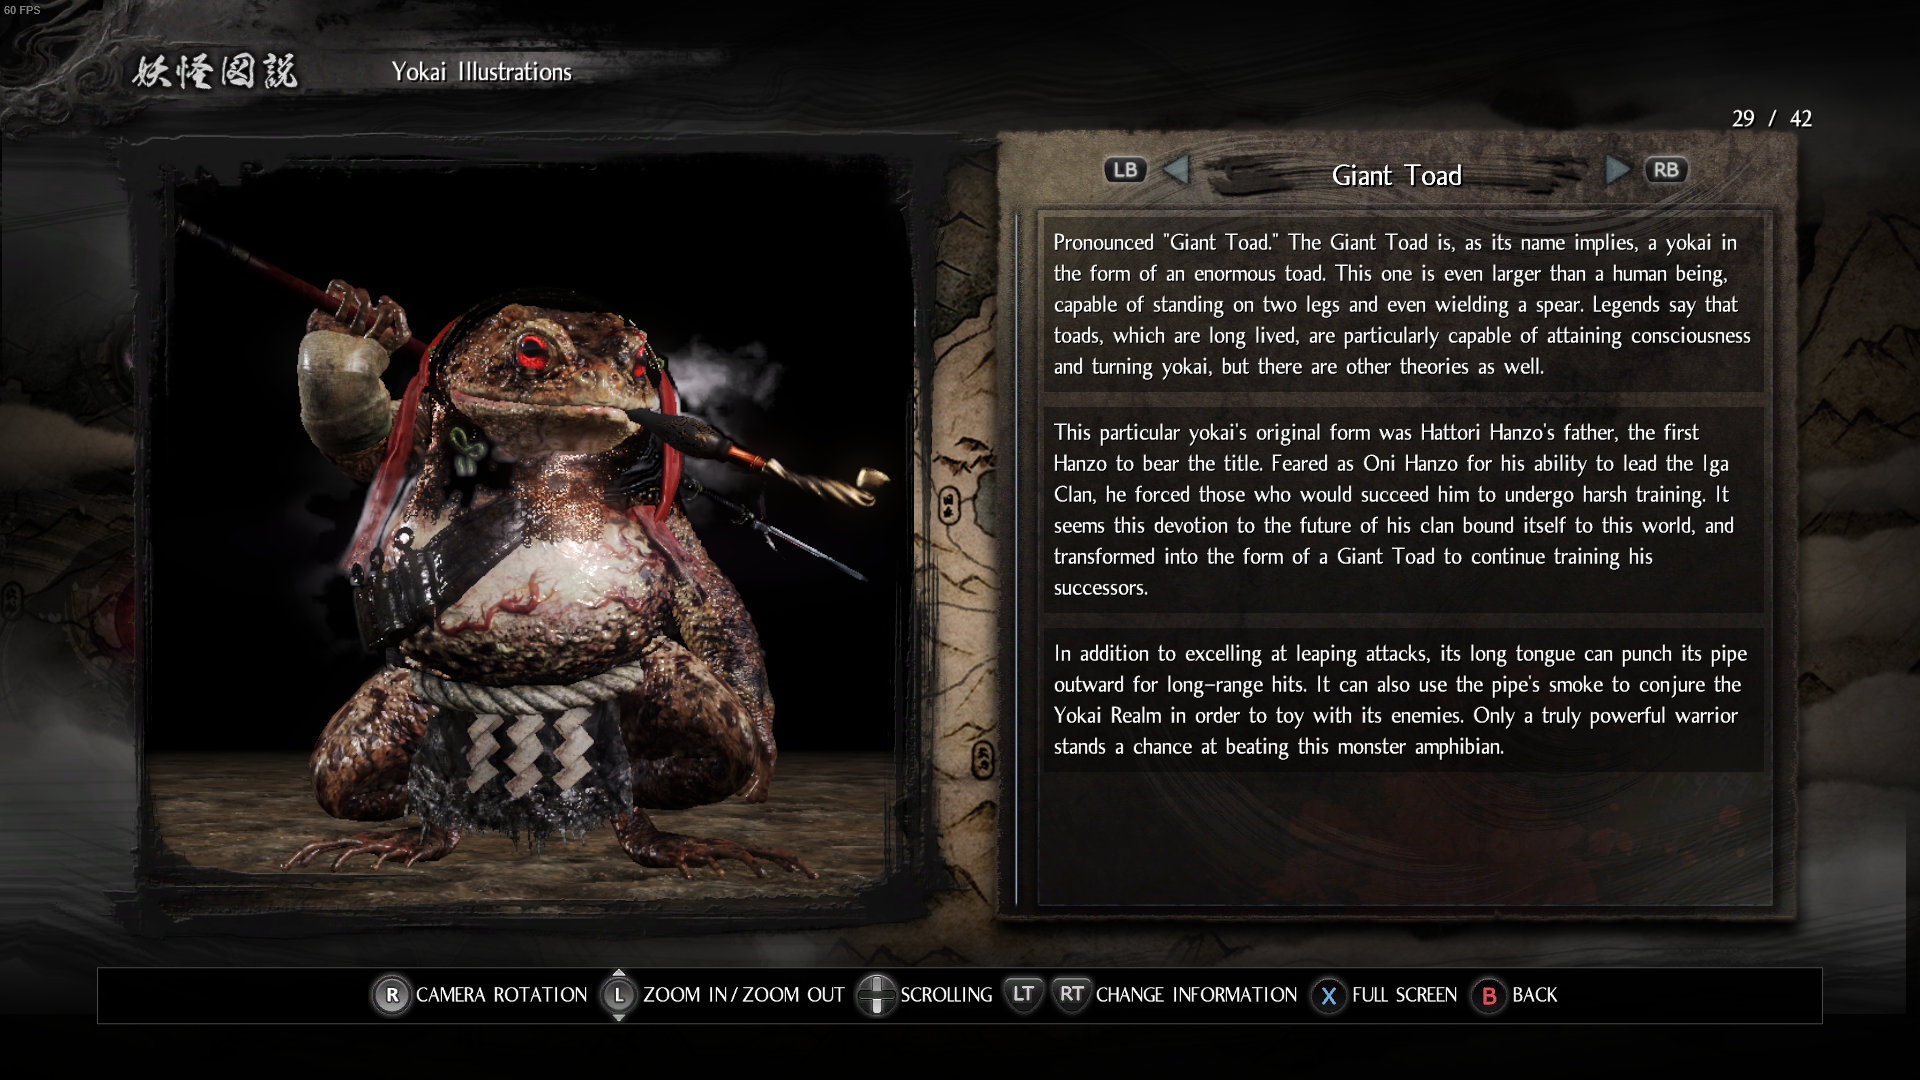 60 FPS
妖怪図説
Yokai Illustrations
29 / 42
LB
Giant Toad
RB
Pronounced "Giant Toad." The Giant Toad is, as its name implies, a yokai in
the form of an enormous toad. This one is even larger than a human being,
capable of standing on two legs and even wielding a spear. Legends say that
toads, which are long lived, are particularly capable of attaining consciousness
and turning yokai, but there are other theories as well.
This particular yokai's original form was Hattori Hanzo's father, the first
Hanzo to bear the title. Feared as Oni Hanzo for his ability to lead the Iga
Clan, he forced those who would succeed him to undergo harsh training. It
seems this devotion to the future of his clan bound itself to this world, and
transformed into the form of a Giant Toad to continue training his
successors.
In addition to excelling at leaping attacks, its long tongue can punch its pipe
outward for long-range hits. It can also use the pipe's smoke to conjure the
Yokai Realm in order to toy with its enemies. Only a truly powerful warrior
stands a chance at beating this monster amphibian.
R CAMERA ROTATION L ZOOM IN/ZOOM OUT SCROLLING LT RT CHANGE INFORMATION X FULL SCREEN B BACK